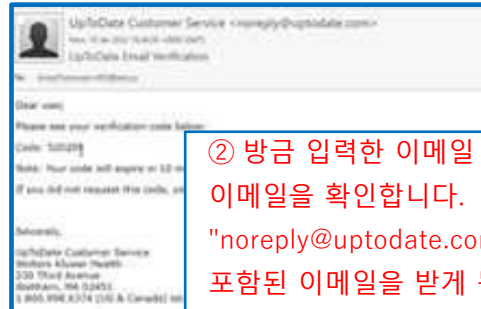 UpToDate Customer Service <noreply@uptodate.com>
UpToDate Email Verification
Dear user,
Please see your verification code below:
Code:
Note: Your code will expire in 10 m
If you did not request this code,
Sincerely,
UpToDate Customer Service
Wolters Kluwer Health
230 Third Avenue
Waltham, MA 02451
(US & Canada)
② 방금 입력한 이메일
이메일을 확인합니다.
"noreply@uptodate.co
포함된 이메일을 받게